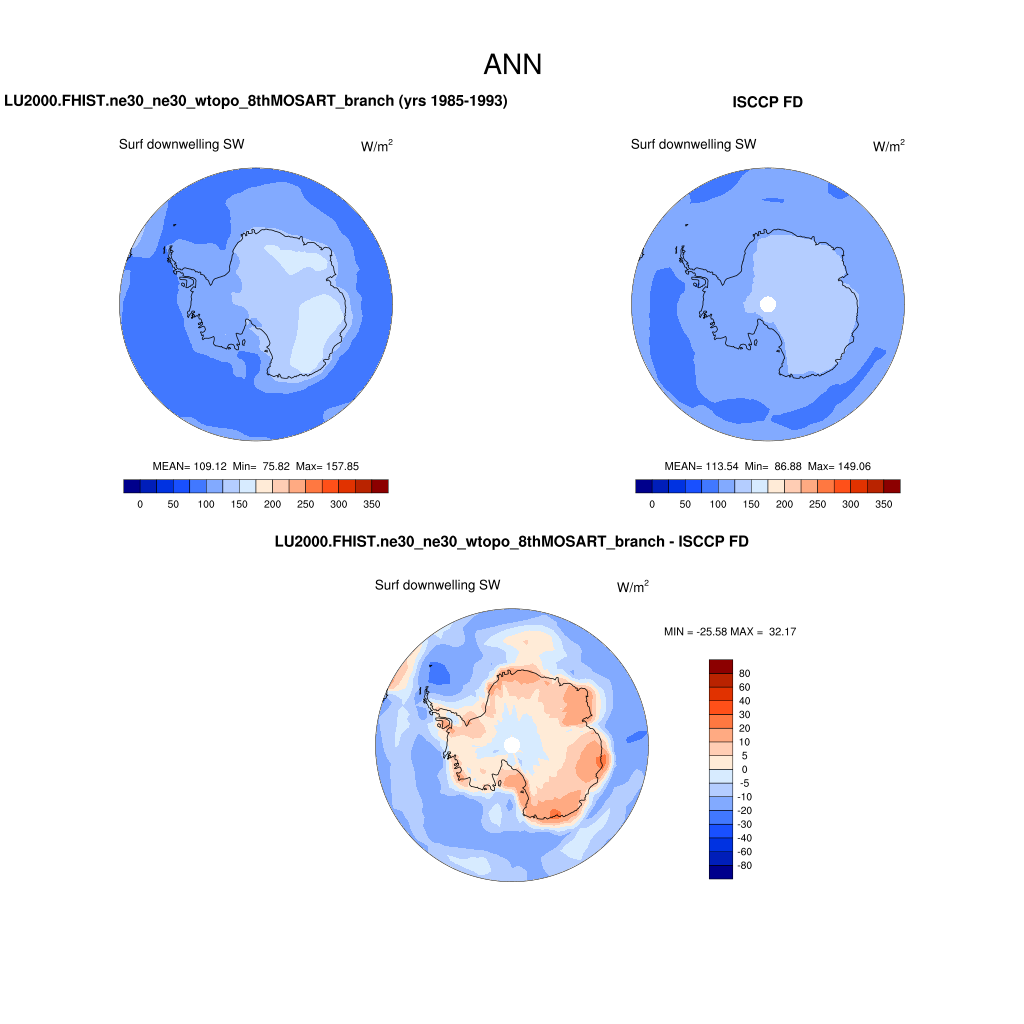 ANN
LU2000.FHIST.ne30_ne30_wtopo_8thMOSART_branch (yrs 1985-1993)
ISCCP FD
Surf downwelling SW
W/m2
Surf downwelling SW
W/m2
MEAN= 109.12 Min= 75.82 Max= 157.85
MEAN= 113.54 Min= 86.88 Max= 149.06
0 50 100 150 200 250 300 350
0 50 100 150 200 250 300 350
LU2000.FHIST.ne30_ne30_wtopo_8thMOSART_branch - ISCCP FD
Surf downwelling SW
W/m2
MIN = -25.58 MAX = 32.17
80
60
40
30
20
10
5
0
-5
-10
-20
-30
-40
-60
-80